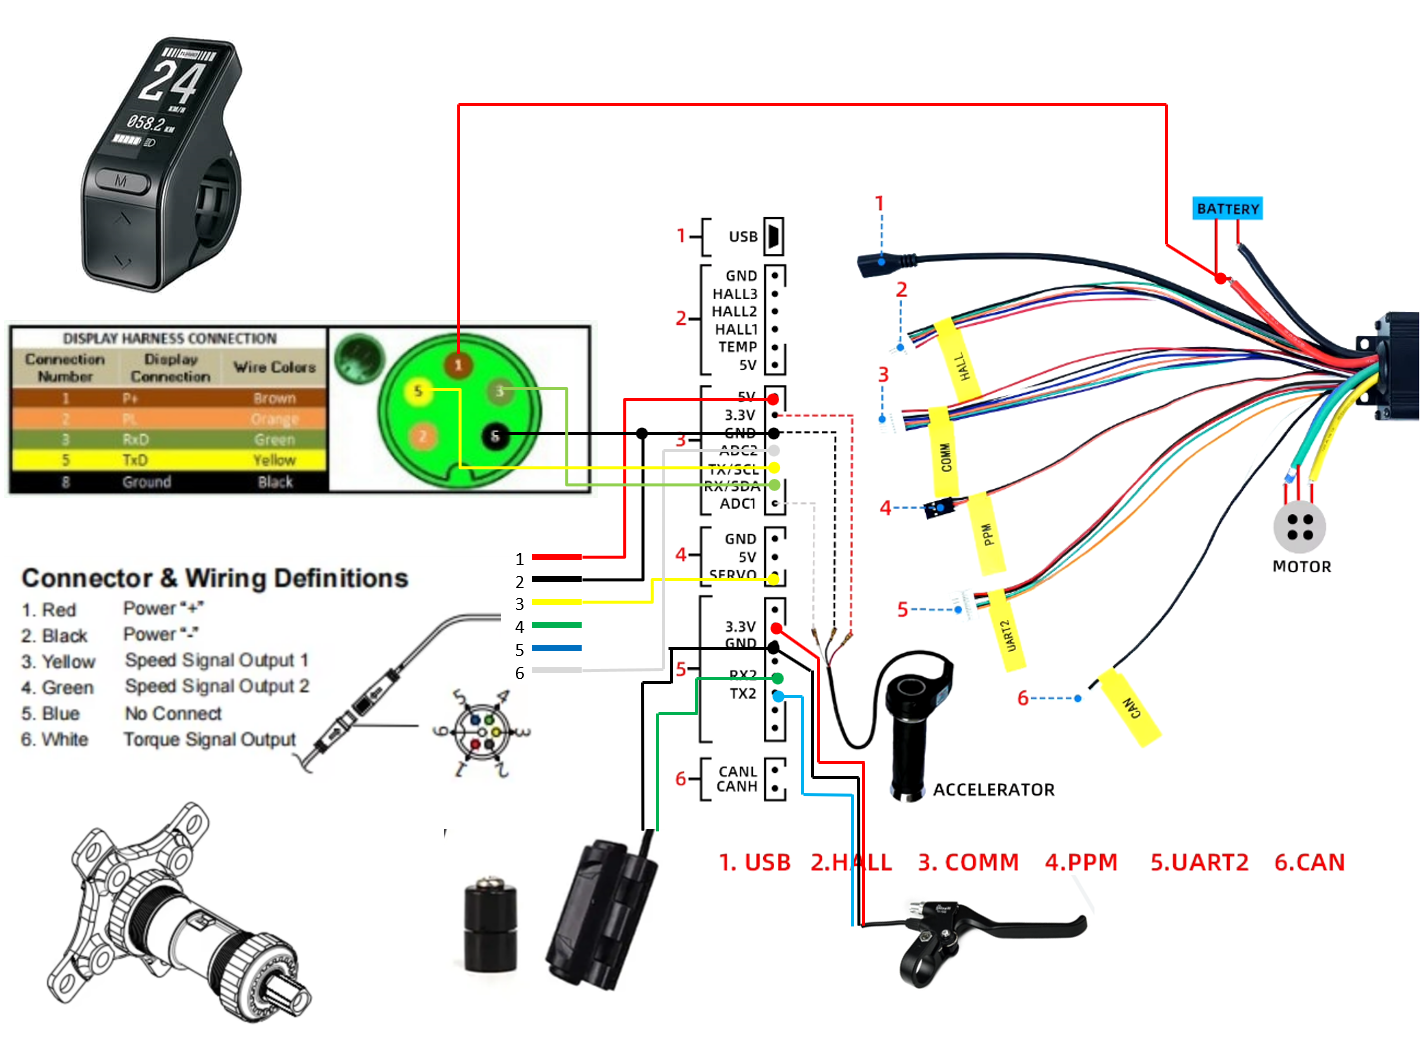 24
KM/H
058.2 KM
M
DISPLAY HARNESS CONNECTION
Connection Number
Display Connection
Wire Colors
1 P+ Brown
2 PL Orange
3 RxD Green
5 TxD Yellow
8 Ground Black
1
5
3
2
8
Connector & Wiring Definitions
1. Red Power “+”
2. Black Power “-”
3. Yellow Speed Signal Output 1
4. Green Speed Signal Output 2
5. Blue No Connect
6. White Torque Signal Output
5
4
6
3
1
2
1
2
3
4
5
6
1 USB
2
GND
HALL3
HALL2
HALL1
TEMP
5V
3
5V
3.3V
GND
ADC2
TX/SCL
RX/SDA
ADC1
4
GND
5V
SERVO
5
3.3V
GND
RX2
TX2
6
CANL
CANH
BATTERY
1
2
3
4
5
6
HALL
COMM
PPM
UART2
CAN
MOTOR
ACCELERATOR
1. USB 2.HALL 3. COMM 4.PPM 5.UART2 6.CAN